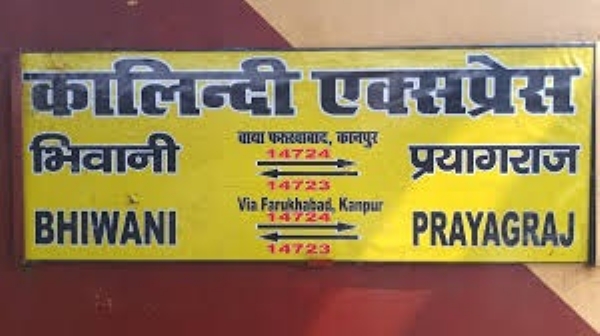 कालिन्दी एक्सप्रेस
भिवानी वाया फरुखाबाद, कानपुर प्रयागराज
14724
14723
BHIWANI Via Farukhabad, Kanpur PRAYAGRAJ
14724
14723